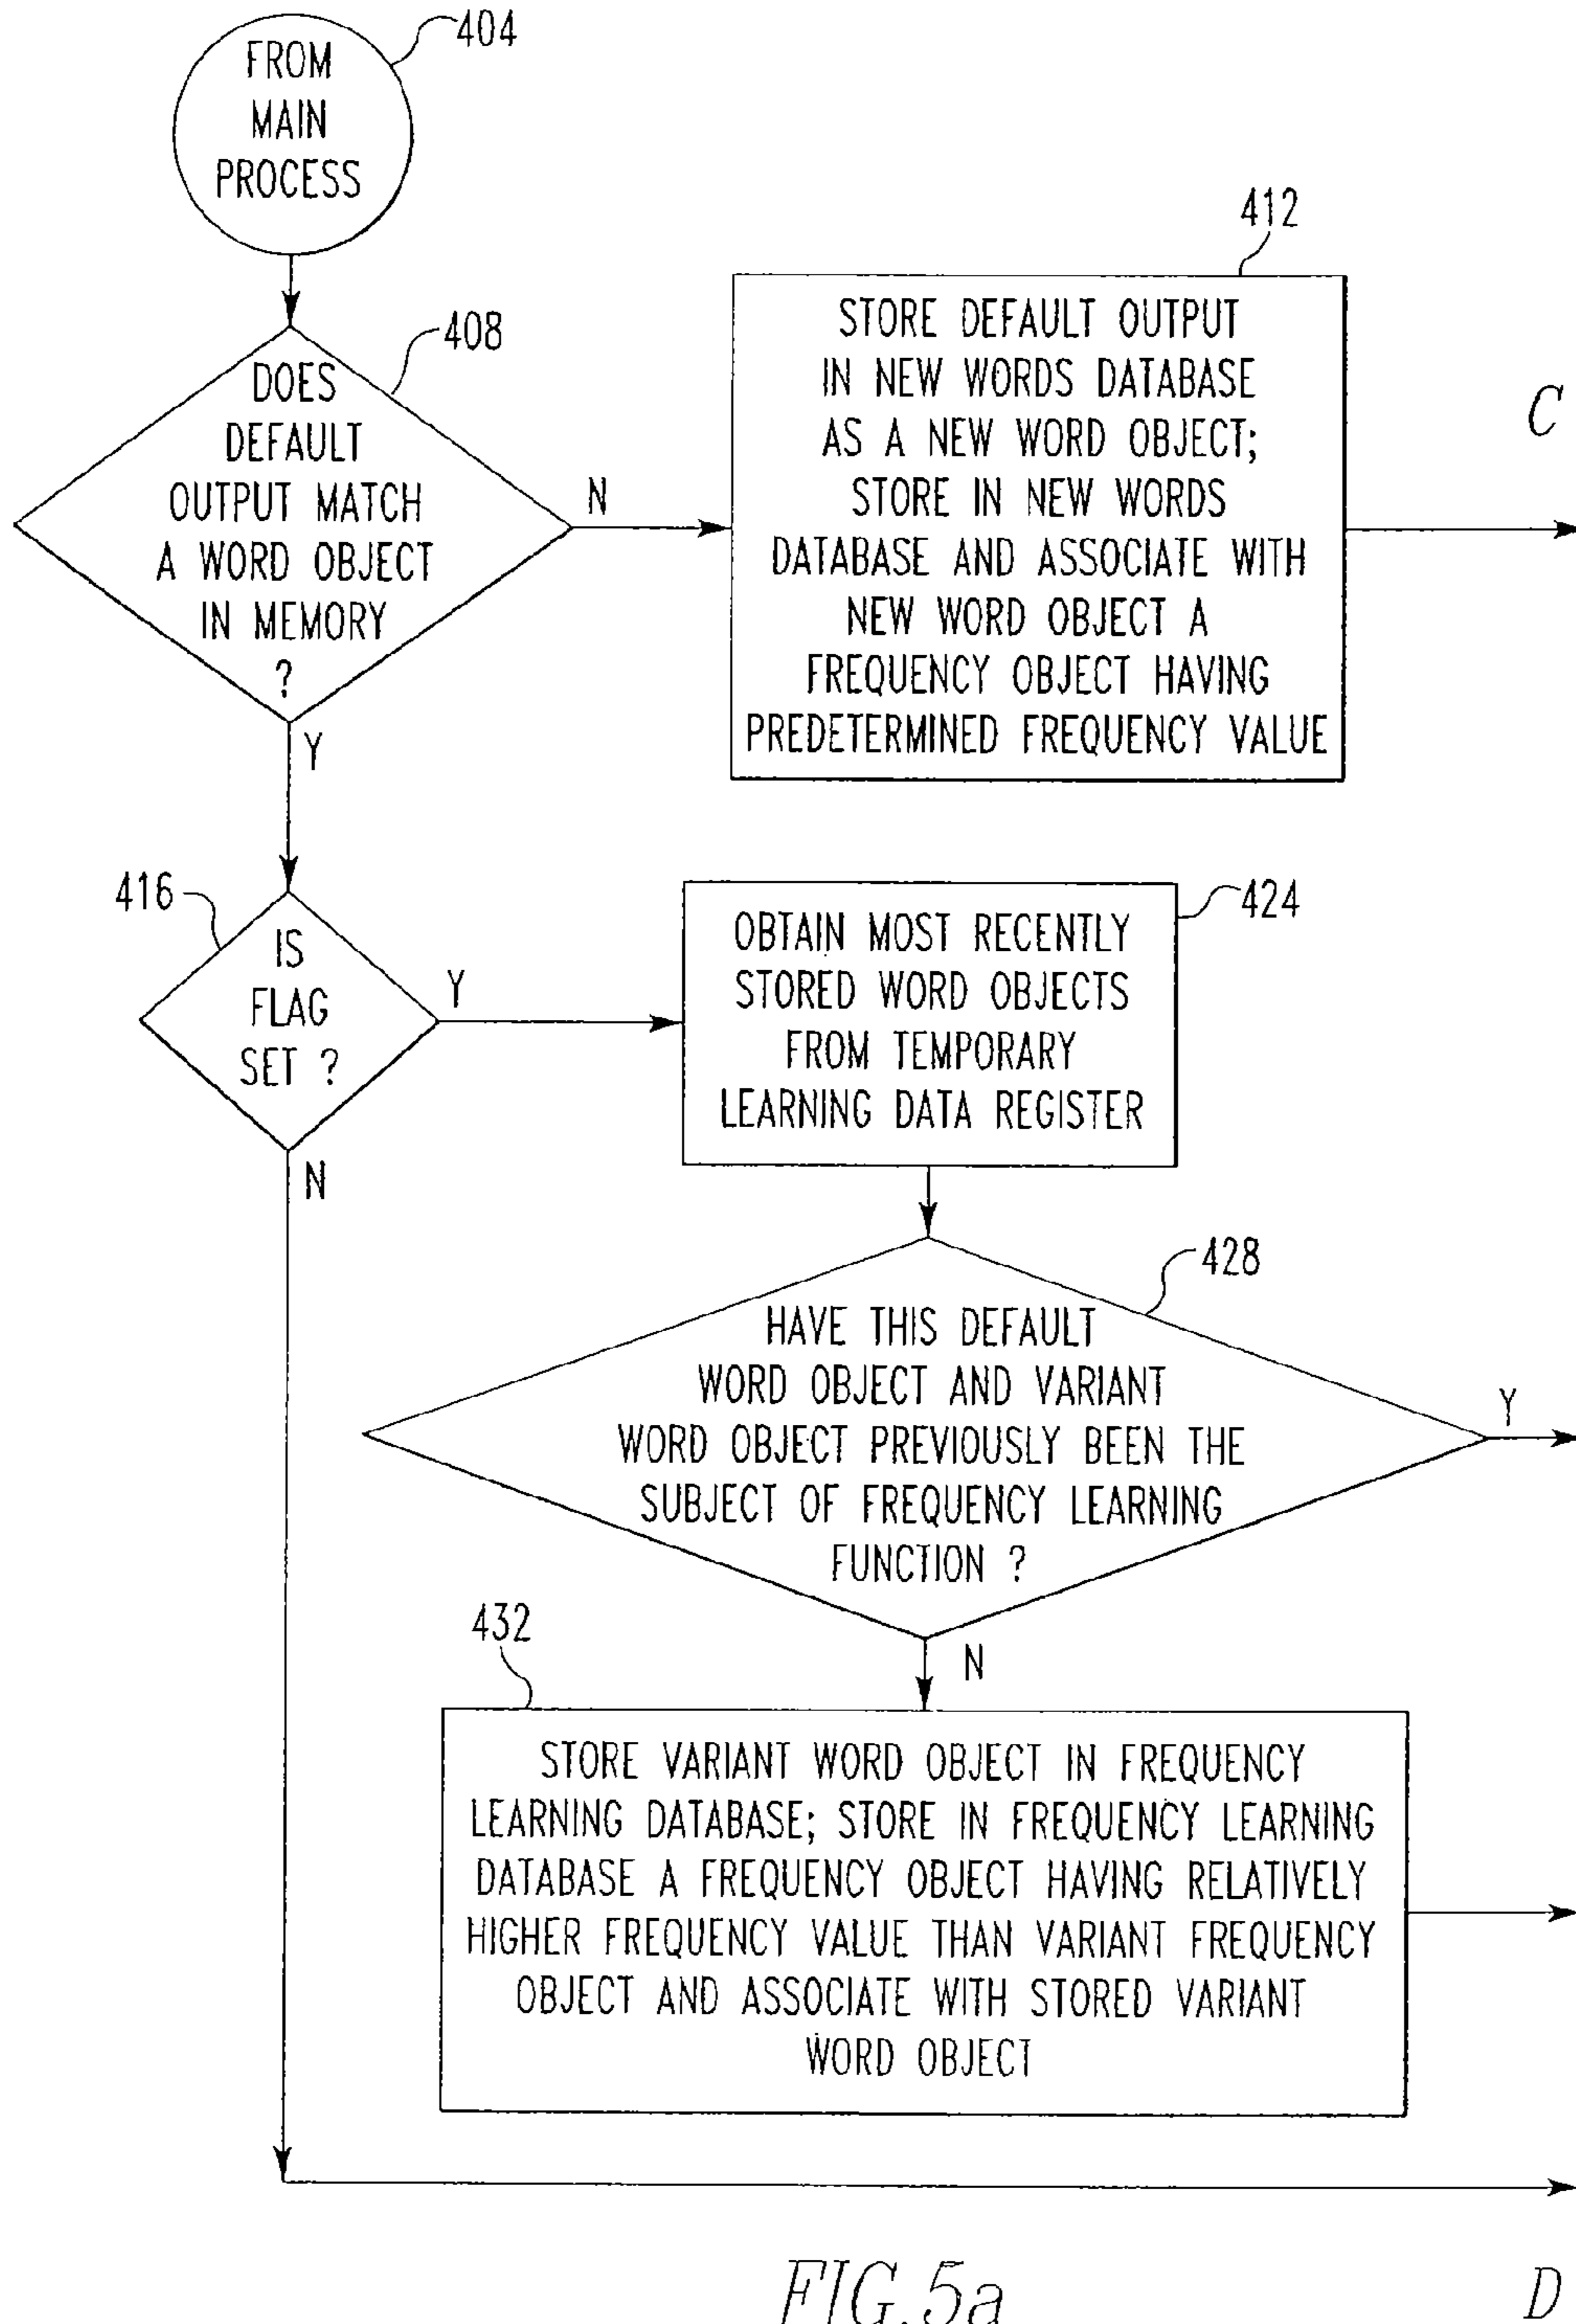 404
FROM
MAIN
PROCESS
408
DOES
DEFAULT
OUTPUT MATCH
A WORD OBJECT
IN MEMORY
?
N
Y
412
STORE DEFAULT OUTPUT
IN NEW WORDS DATABASE
AS A NEW WORD OBJECT;
STORE IN NEW WORDS
DATABASE AND ASSOCIATE WITH
NEW WORD OBJECT A
FREQUENCY OBJECT HAVING
PREDETERMINED FREQUENCY VALUE
C
416
IS
FLAG
SET ?
Y
N
424
OBTAIN MOST RECENTLY
STORED WORD OBJECTS
FROM TEMPORARY
LEARNING DATA REGISTER
428
HAVE THIS DEFAULT
WORD OBJECT AND VARIANT
WORD OBJECT PREVIOUSLY BEEN THE
SUBJECT OF FREQUENCY LEARNING
FUNCTION ?
Y
N
432
STORE VARIANT WORD OBJECT IN FREQUENCY
LEARNING DATABASE; STORE IN FREQUENCY LEARNING
DATABASE A FREQUENCY OBJECT HAVING RELATIVELY
HIGHER FREQUENCY VALUE THAN VARIANT FREQUENCY
OBJECT AND ASSOCIATE WITH STORED VARIANT
WORD OBJECT
FIG.5a
D